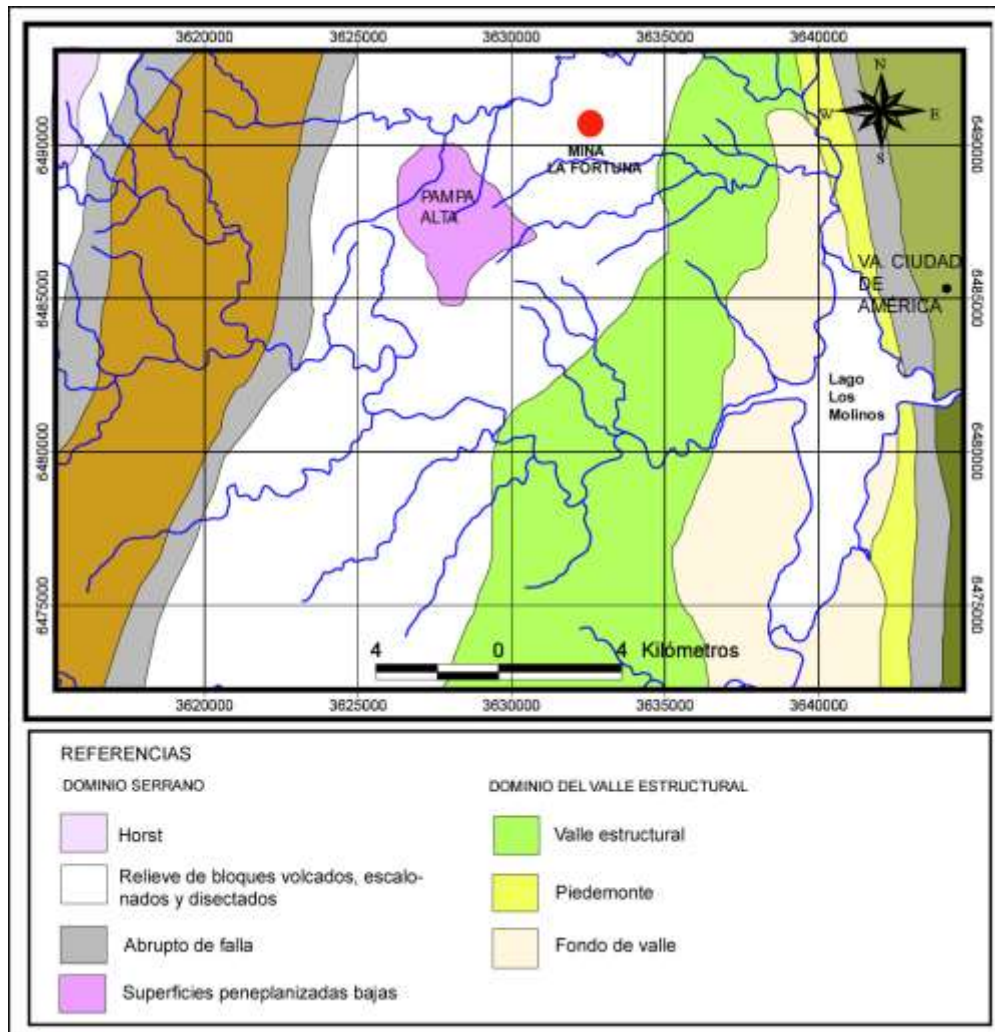 3620000 3625000 3630000 3635000 3640000
N
W E
S
6490000 6490000
MINA
LA FORTUNA
PAMPA
ALTA
VA. CIUDAD
DE
AMÉRICA
6485000 6485000
Lago
Los
Molinos
6480000 6480000
6475000 6475000
4 0 4 Kilómetros
3620000 3625000 3630000 3635000 3640000
REFERENCIAS
DOMINIO SERRANO
Horst
Relieve de bloques volcados, escalo-
nados y disectados
Abrupto de falla
Superficies peneplanizadas bajas
DOMINIO DEL VALLE ESTRUCTURAL
Valle estructural
Piedemonte
Fondo de valle